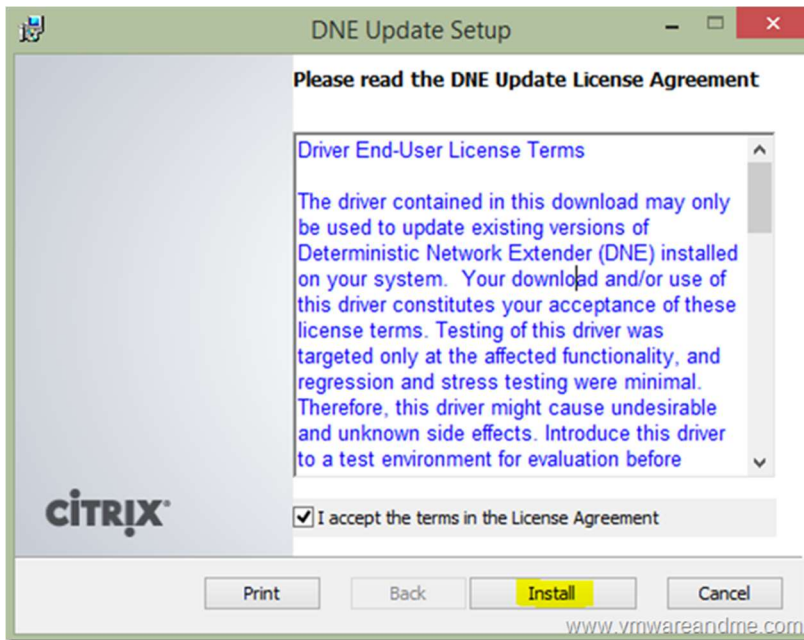 DNE Update Setup
Please read the DNE Update License Agreement
Driver End-User License Terms
The driver contained in this download may only
be used to update existing versions of
Deterministic Network Extender (DNE) installed
on your system.  Your download and/or use of
this driver constitutes your acceptance of these
license terms. Testing of this driver was
targeted only at the affected functionality, and
regression and stress testing were minimal.
Therefore, this driver might cause undesirable
and unknown side effects. Introduce this driver
to a test environment for evaluation before
CITRIX®
I accept the terms in the License Agreement
Print Back Install Cancel
www.vmwareandme.com